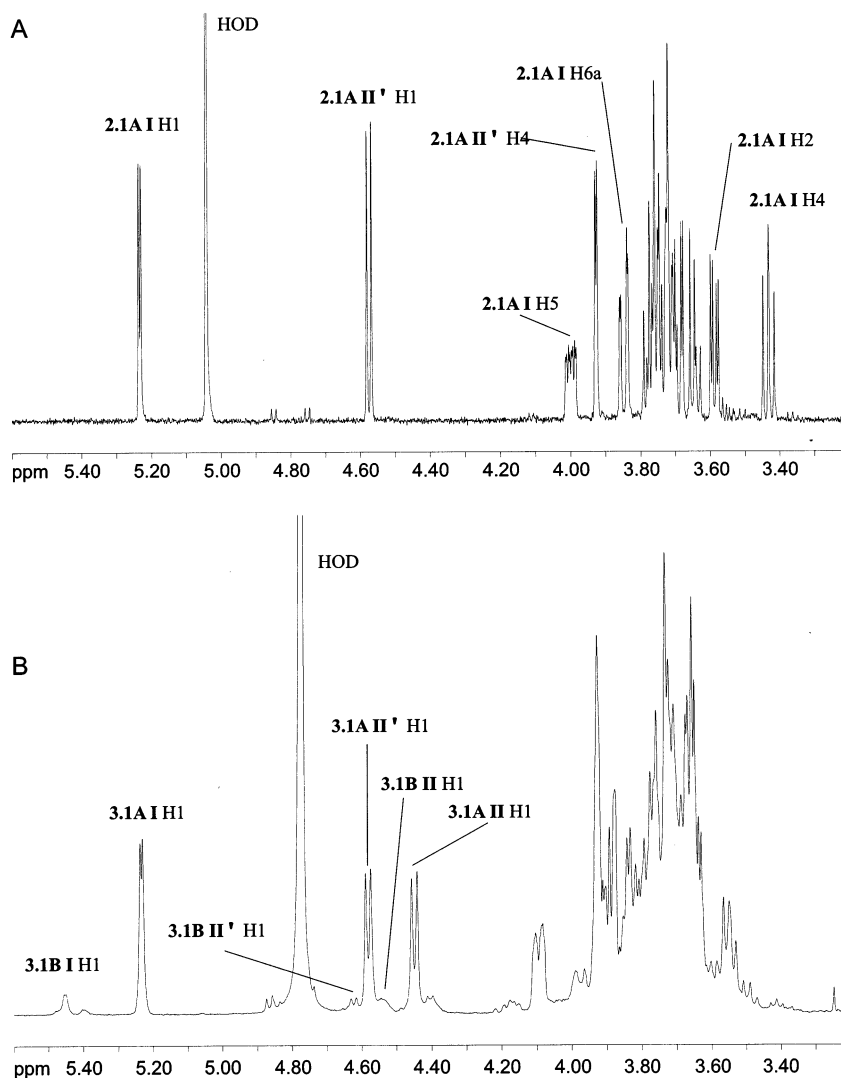 A
HOD
2.1A I H6a
2.1A II' H1
2.1A I H1
2.1A II' H4
2.1A I H2
2.1A I H4
2.1A I H5
ppm 5.40 5.20 5.00 4.80 4.60 4.40 4.20 4.00 3.80 3.60 3.40
HOD
B
3.1A II' H1
3.1B II H1
3.1A I H1
3.1A II H1
3.1B II' H1
3.1B I H1
ppm 5.40 5.20 5.00 4.80 4.60 4.40 4.20 4.00 3.80 3.60 3.40